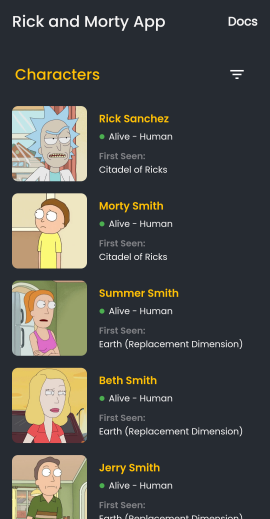 Rick and Morty App
Docs
Characters
Rick Sanchez
Alive - Human
First Seen:
Citadel of Ricks
Morty Smith
Alive - Human
First Seen:
Citadel of Ricks
Summer Smith
Alive - Human
First Seen:
Earth (Replacement Dimension)
Beth Smith
Alive - Human
First Seen:
Earth (Replacement Dimension)
Jerry Smith
Alive - Human
First Seen:
Earth (Replacement Dimension)